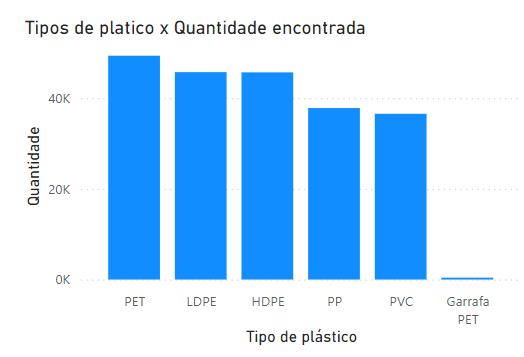 Tipos de platico x Quantidade encontrada
Quantidade
40K
20K
0K
PET
LDPE
HDPE
PP
PVC
Garrafa
PET
Tipo de plástico